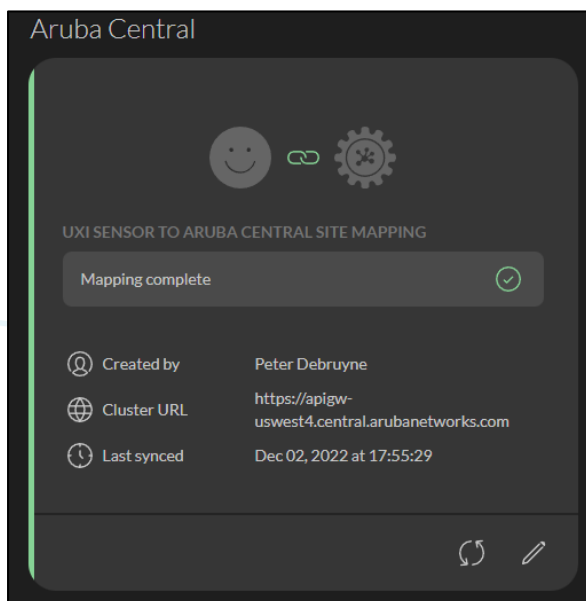 Aruba Central
UXI SENSOR TO ARUBA CENTRAL SITE MAPPING
Mapping complete
Created by Peter Debruyne
Cluster URL https://apigw-
uswest4.central.arubanetworks.com
Last synced Dec 02, 2022 at 17:55:29